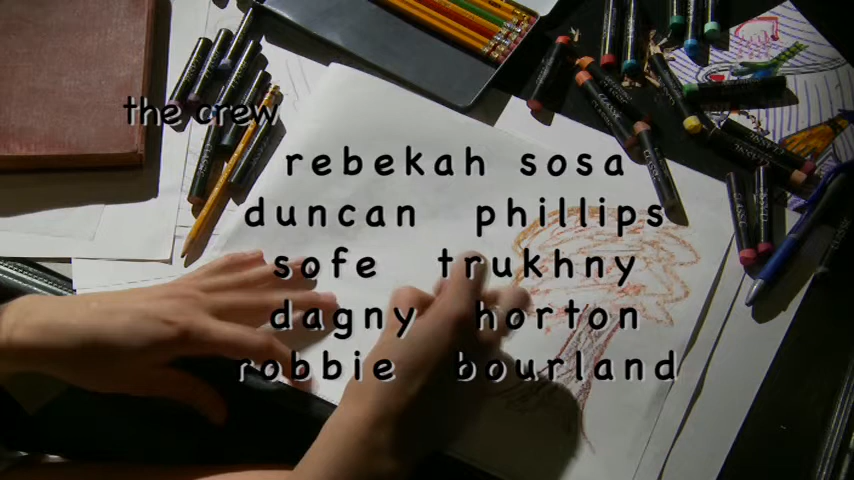 the crew
rebekah sosa
duncan phillips
sofe trukhny
dagny horton
robbie bourland